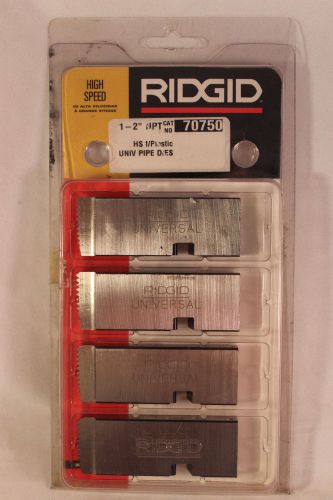 HIGH
SPEED
DE ALTA VELOCIDAD
A GRANDE VITESSE
RIDGID
1-2" NPT CAT NO 70750
HS f/Plastic
UNIV PIPE DIES
RIDGID
UNIVERSAL
RIDGID
UNIVERSAL
RIDGID
UNIVERSAL
RIDGID